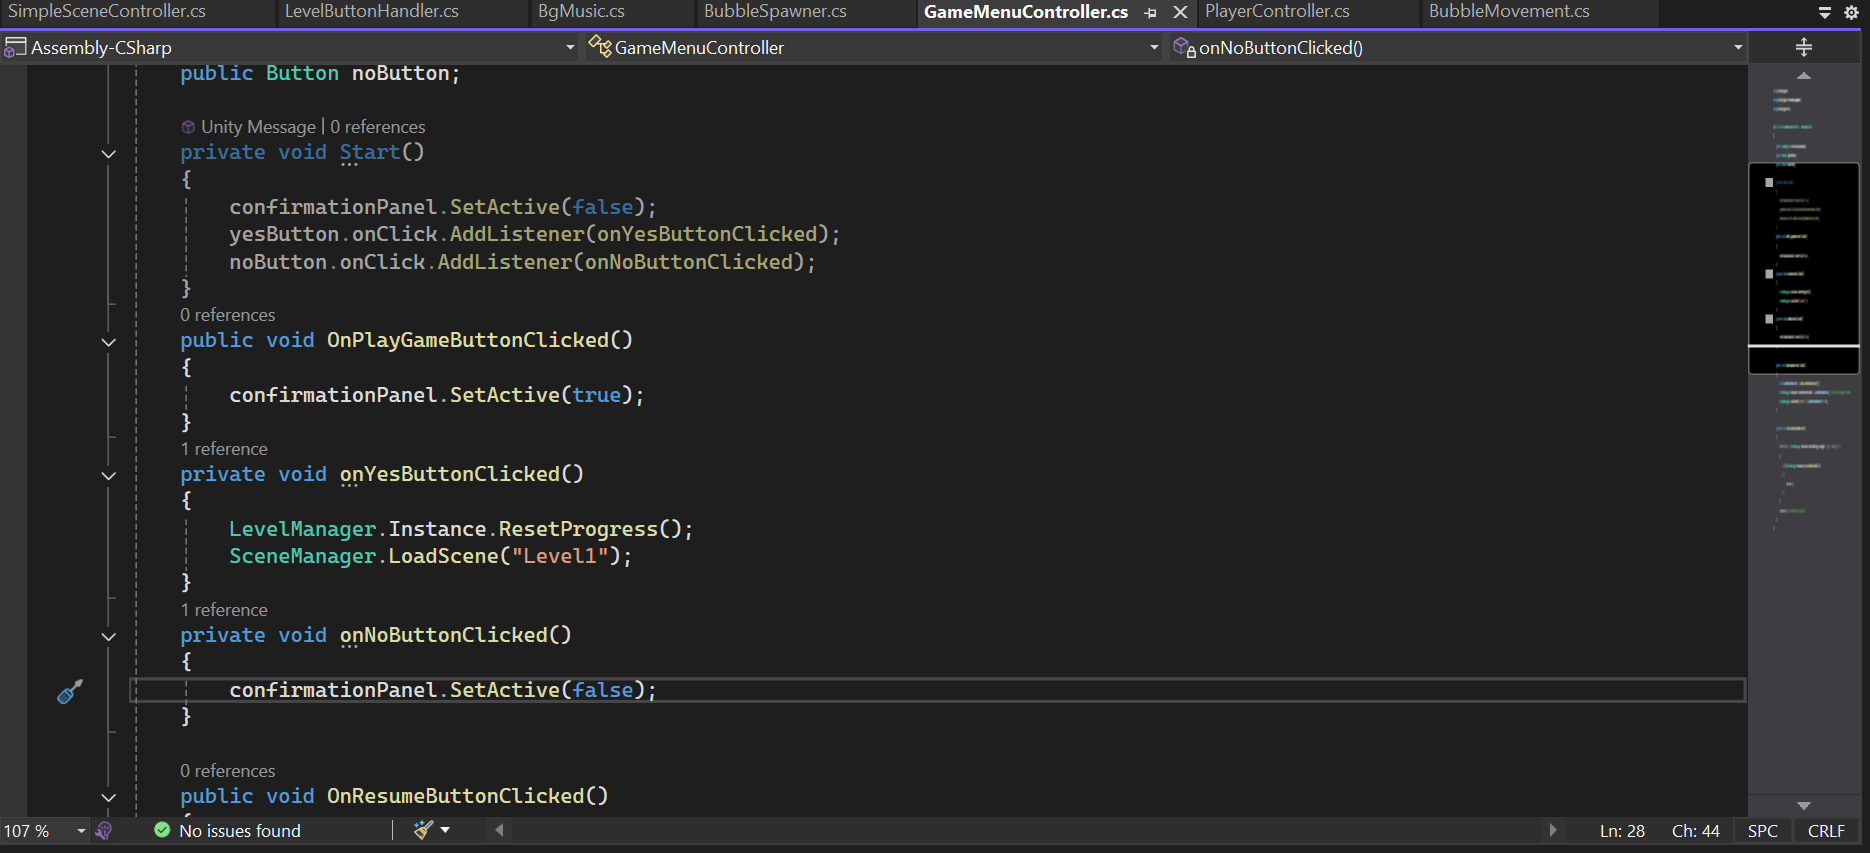 SimpleSceneController.cs LevelButtonHandler.cs BgMusic.cs BubbleSpawner.cs GameMenuController.cs PlayerController.cs BubbleMovement.cs
Assembly-CSharp GameMenuController onNoButtonClicked()
public Button noButton;
Unity Message | 0 references
private void Start()
{
confirmationPanel.SetActive(false);
yesButton.onClick.AddListener(onYesButtonClicked);
noButton.onClick.AddListener(onNoButtonClicked);
}
0 references
public void OnPlayGameButtonClicked()
{
confirmationPanel.SetActive(true);
}
1 reference
private void onYesButtonClicked()
{
LevelManager.Instance.ResetProgress();
SceneManager.LoadScene("Level1");
}
1 reference
private void onNoButtonClicked()
{
confirmationPanel.SetActive(false);
}
0 references
public void OnResumeButtonClicked()
107 % No issues found Ln: 28 Ch: 44 SPC CRLF